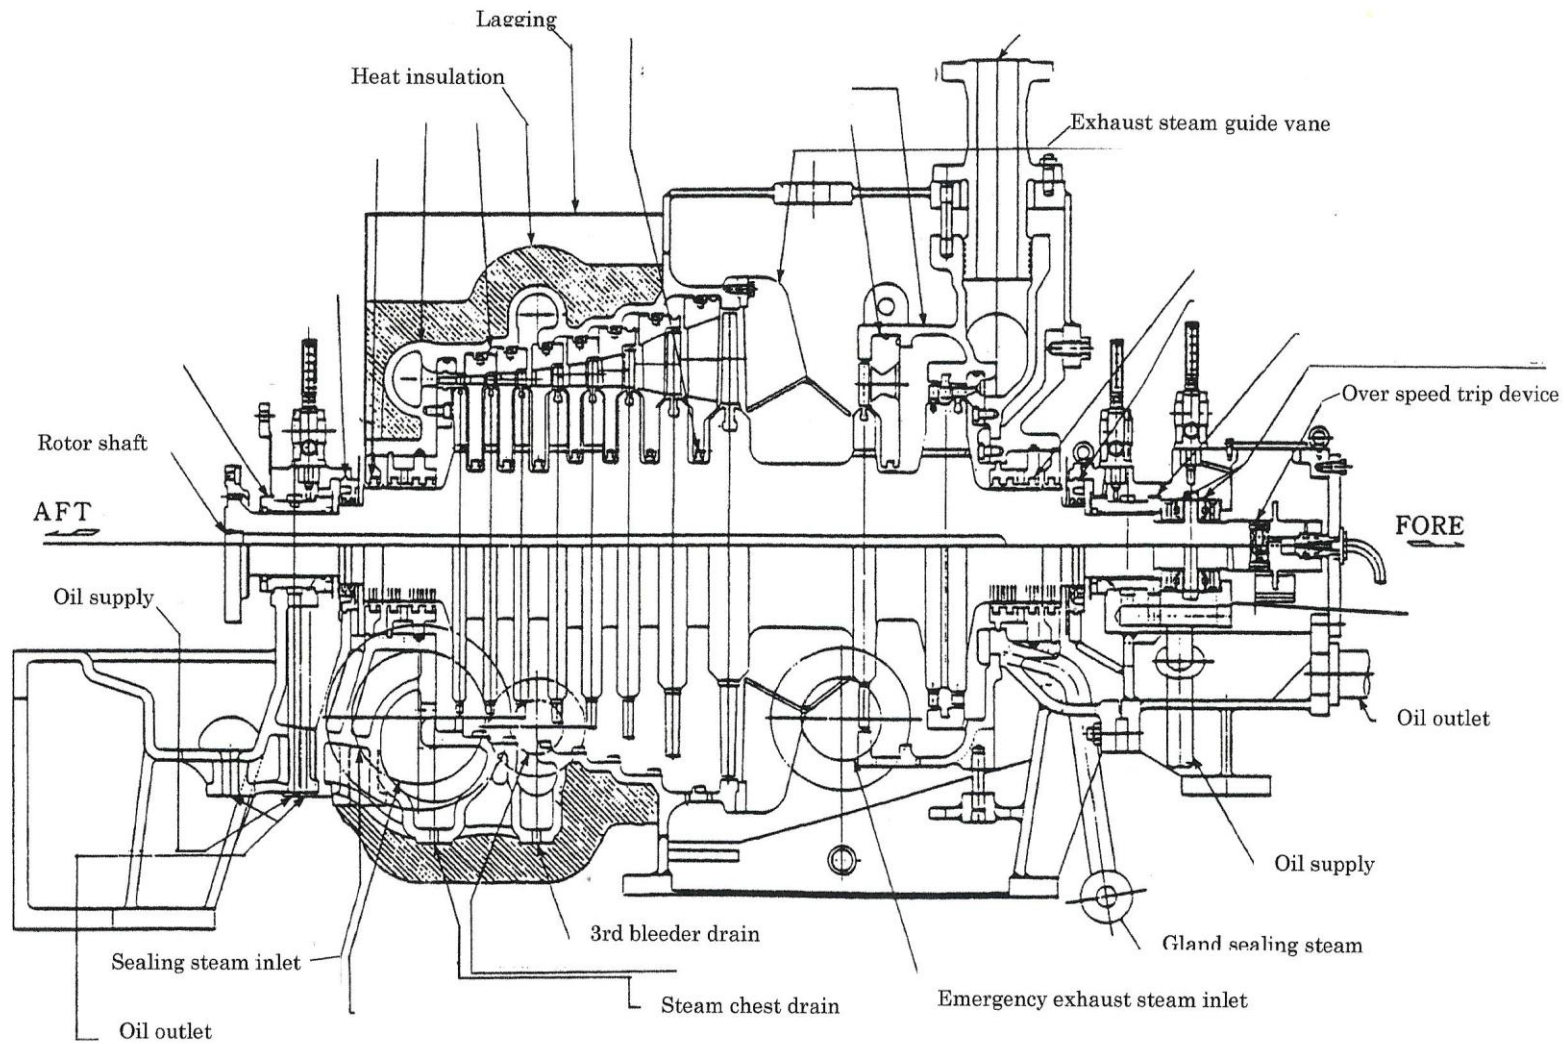 Lagging
Heat insulation
Exhaust steam guide vane
Over speed trip device
Rotor shaft
AFT
FORE
Oil supply
Oil outlet
Oil supply
3rd bleeder drain
Gland sealing steam
Sealing steam inlet
Steam chest drain
Emergency exhaust steam inlet
Oil outlet